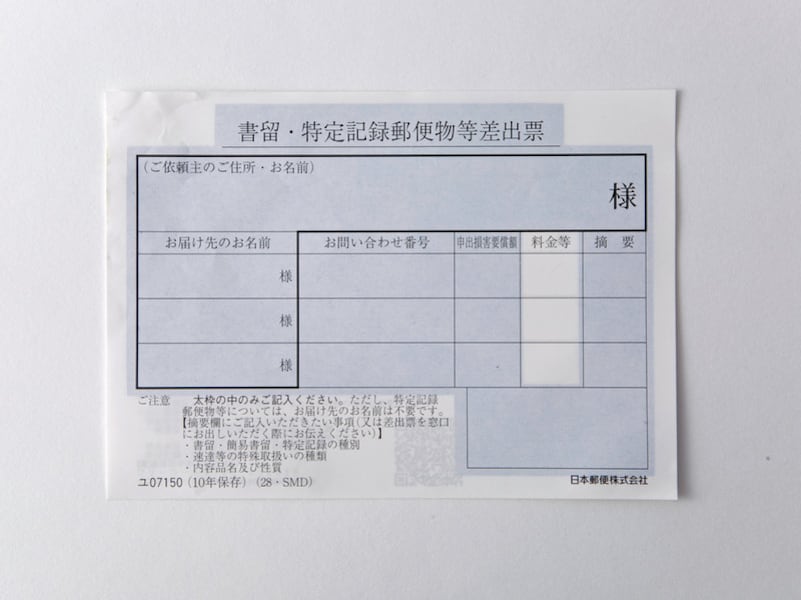 書留・特定記録郵便物等差出票
(ご依頼主のご住所・お名前)
様
お届け先のお名前 お問い合わせ番号 申出損害要償額 料金等 摘 要
様
様
様
ご注意 太枠の中のみご記入ください。ただし、特定記録
郵便物等については、お届け先のお名前は不要です。
【摘要欄にご記入いただきたい事項(又は差出票を窓口
にお出しいただく際にお伝えください)】
・書留・簡易書留・特定記録の種別
・速達等の特殊取扱いの種類
・内容品名及び性質
ユ07150(10年保存)(28・SMD)
日本郵便株式会社